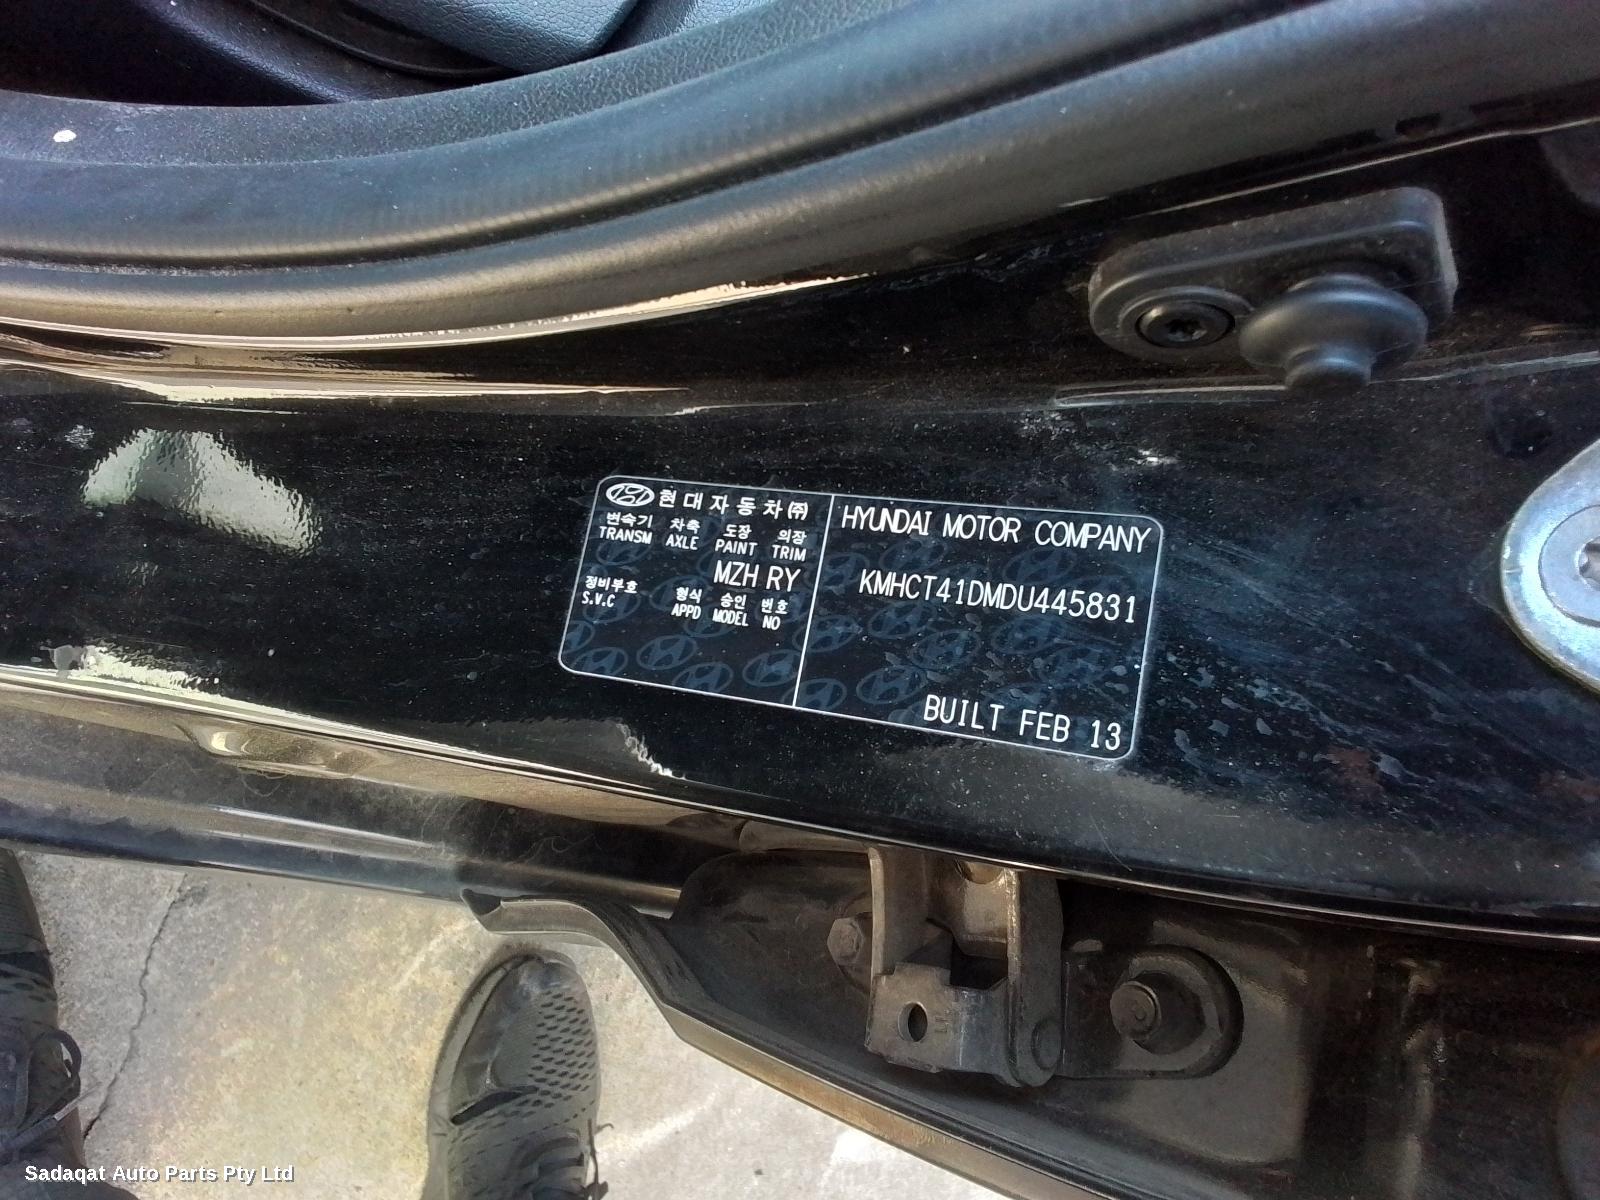 현대자동차㈜
변속기 차축 도장 의장
TRANSM AXLE PAINT TRIM
MZH RY
정비부호 형식 승인 번호
S.V.C APPD MODEL NO
HYUNDAI MOTOR COMPANY
KMHCT41DMDU445831
BUILT FEB 13
Sadaqat Auto Parts Pty Ltd